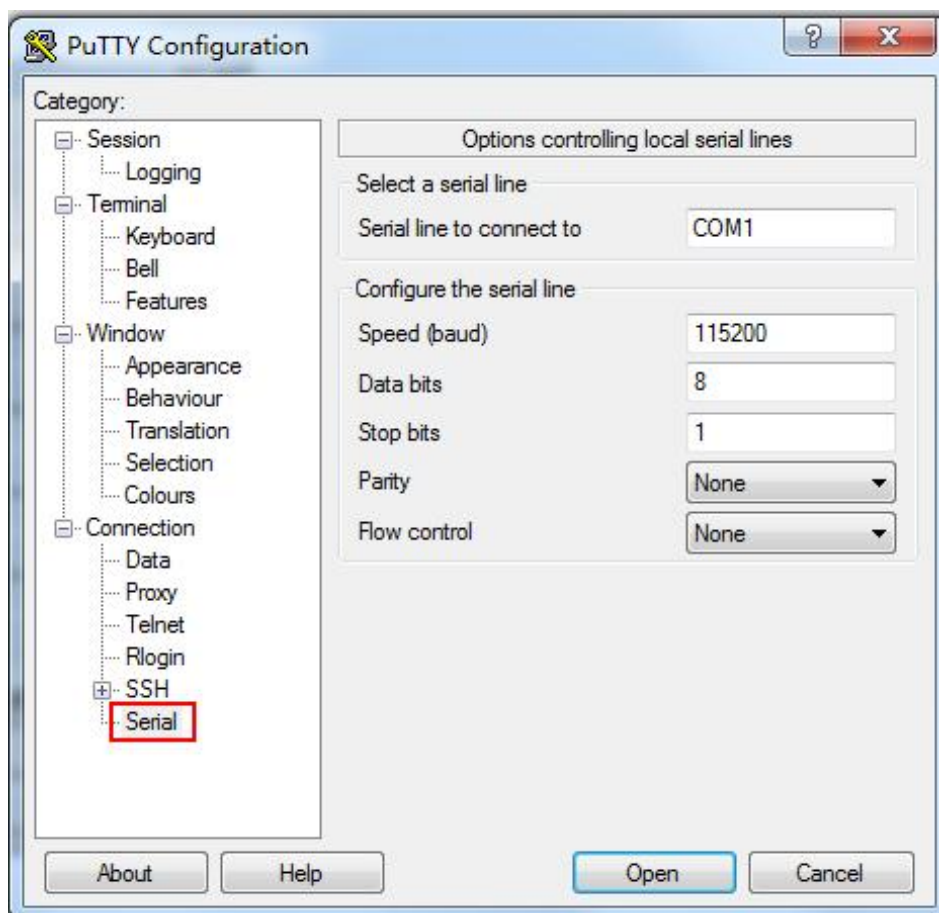 PuTTY Configuration
Category:
Session
Logging
Terminal
Keyboard
Bell
Features
Window
Appearance
Behaviour
Translation
Selection
Colours
Connection
Data
Proxy
Telnet
Rlogin
SSH
Serial
Options controlling local serial lines
Select a serial line
Serial line to connect to COM1
Configure the serial line
Speed (baud) 115200
Data bits 8
Stop bits 1
Parity None
Flow control None
About Help Open Cancel